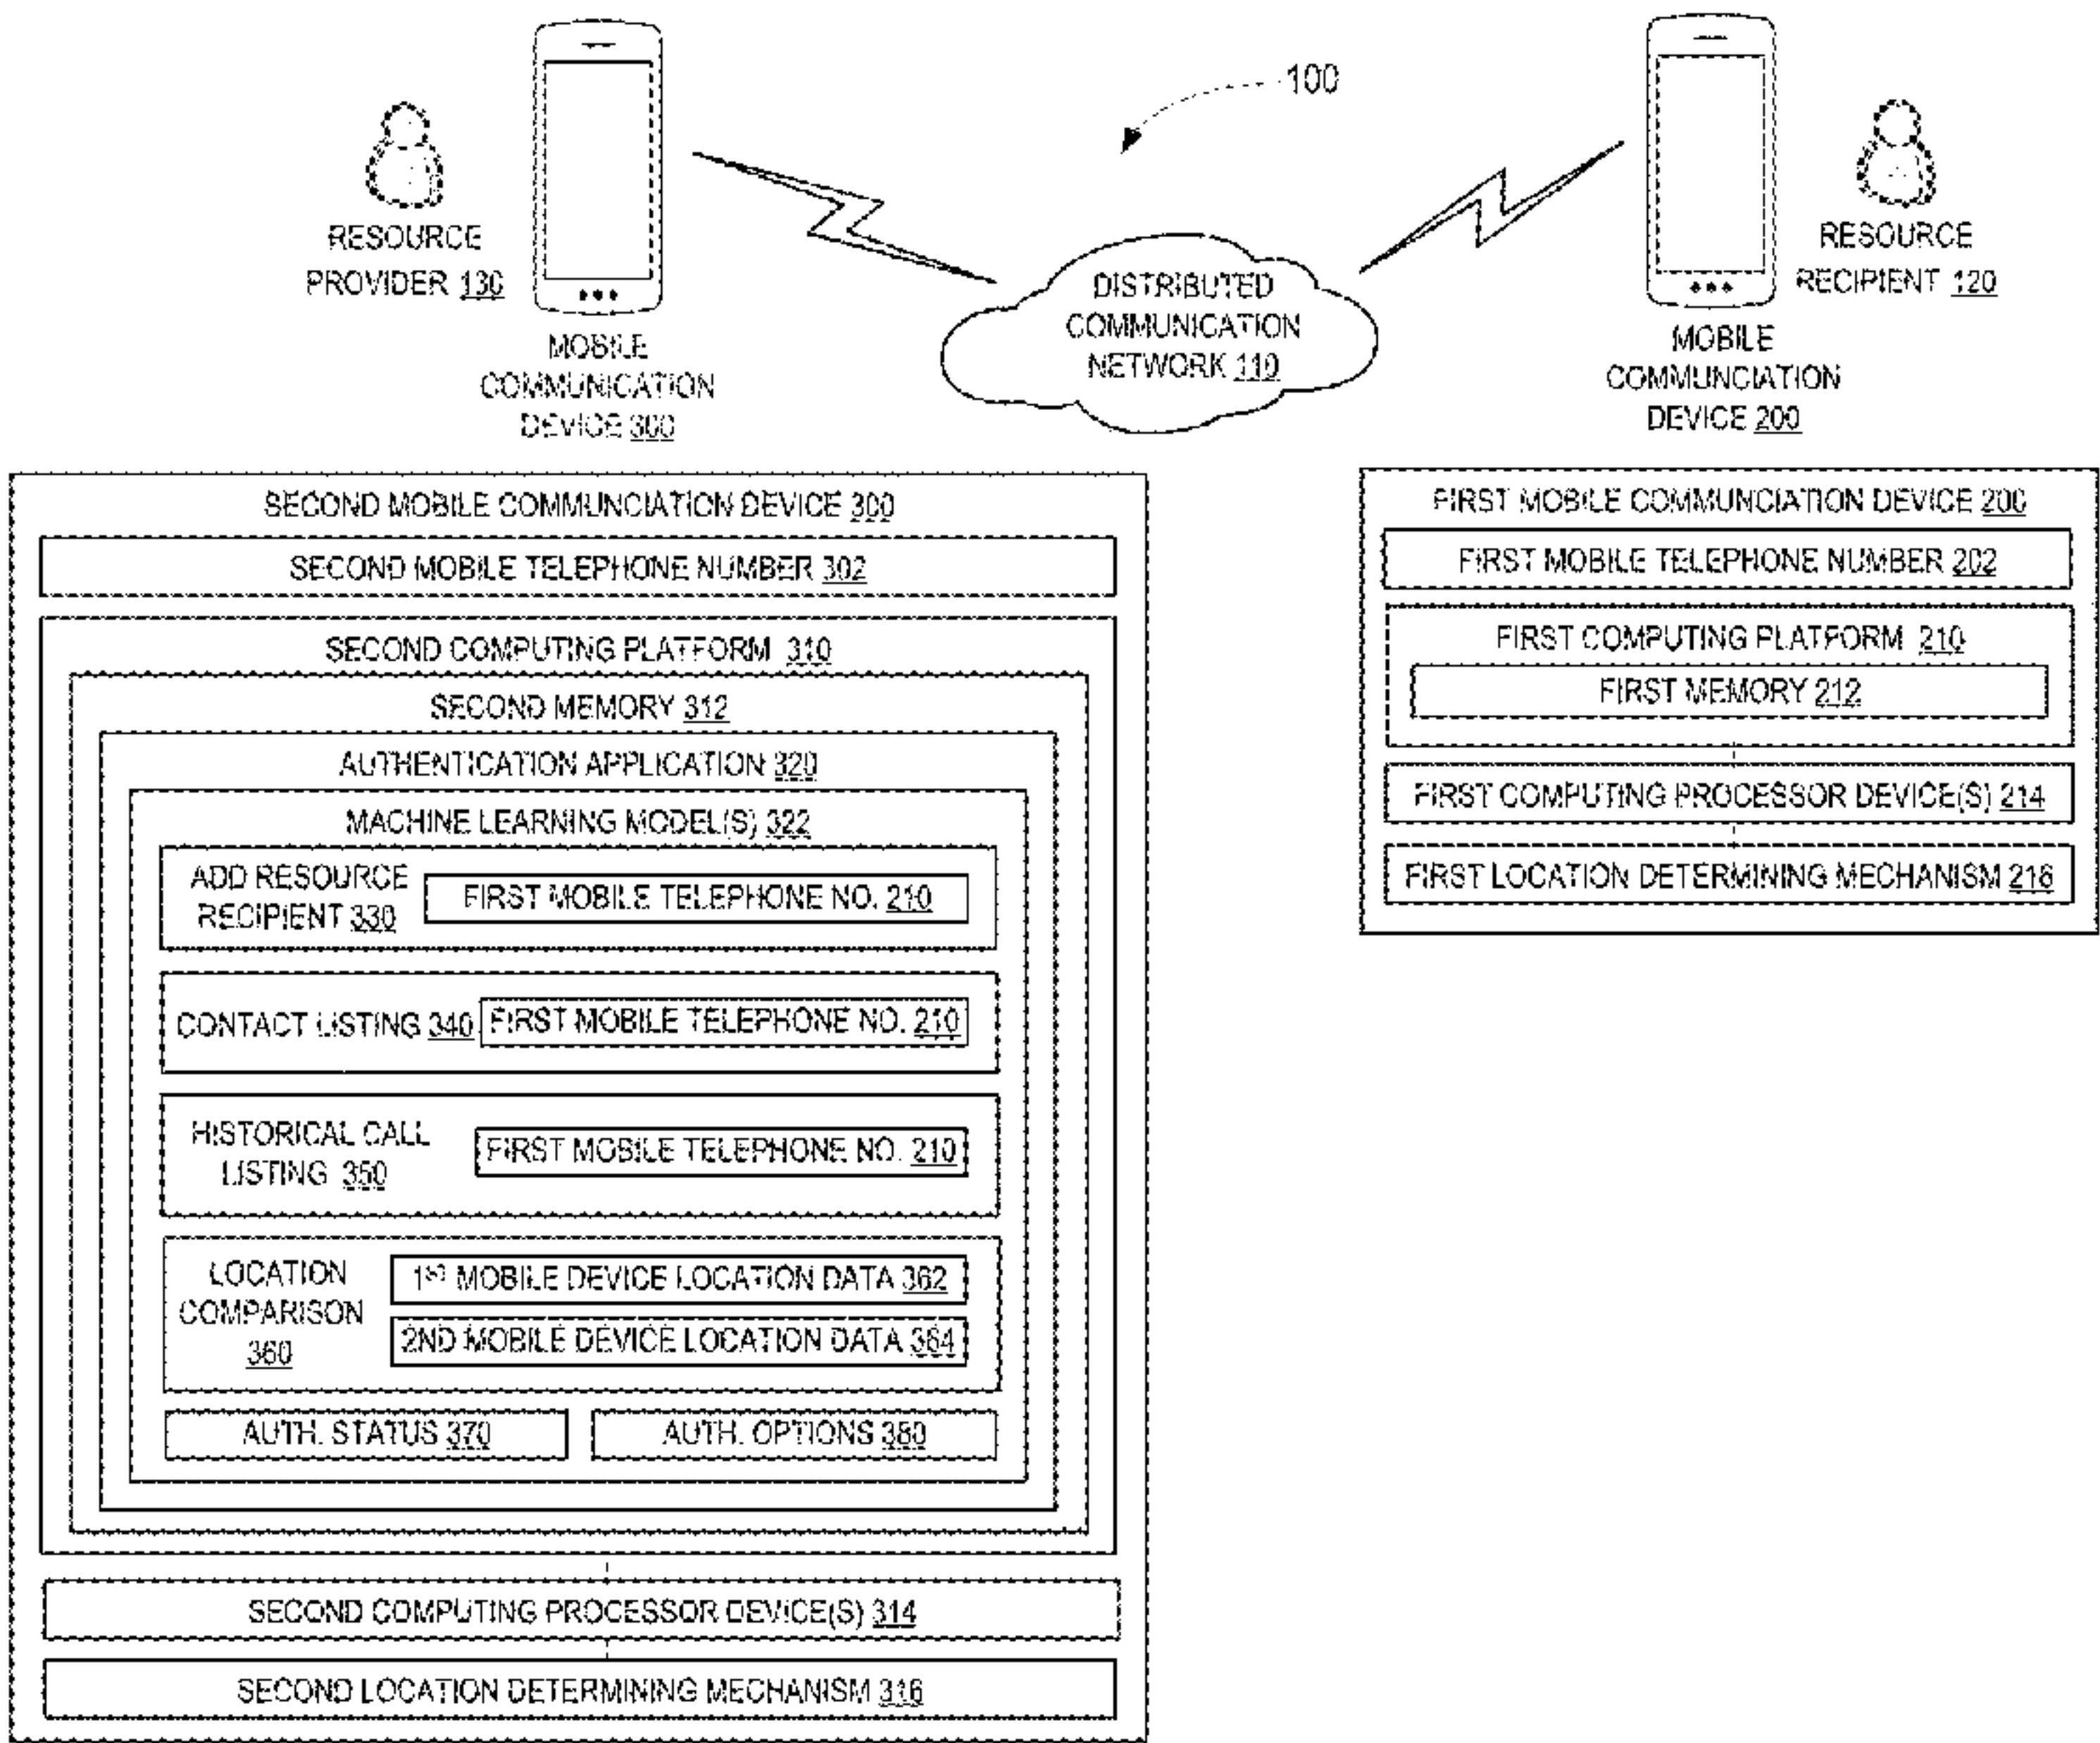 100
RESOURCE
PROVIDER 130
MOBILE
COMMUNICATION
DEVICE 300
DISTRIBUTED
COMMUNICATION
NETWORK 110
RESOURCE
RECIPIENT 120
MOBILE
COMMUNCIATION
DEVICE 200
SECOND MOBILE COMMUNCIATION DEVICE 300
SECOND MOBILE TELEPHONE NUMBER 302
SECOND COMPUTING PLATFORM 310
SECOND MEMORY 312
AUTHENTICATION APPLICATION 320
MACHINE LEARNING MODEL(S) 322
ADD RESOURCE
RECIPIENT 330
FIRST MOBILE TELEPHONE NO. 210
CONTACT LISTING 340
FIRST MOBILE TELEPHONE NO. 210
HISTORICAL CALL
LISTING 350
FIRST MOBILE TELEPHONE NO. 210
LOCATION
COMPARISON
360
1ST MOBILE DEVICE LOCATION DATA 362
2ND MOBILE DEVICE LOCATION DATA 364
AUTH. STATUS 370
AUTH. OPTIONS 380
SECOND COMPUTING PROCESSOR DEVICE(S) 314
SECOND LOCATION DETERMINING MECHANISM 316
FIRST MOBILE COMMUNCIATION DEVICE 200
FIRST MOBILE TELEPHONE NUMBER 202
FIRST COMPUTING PLATFORM 210
FIRST MEMORY 212
FIRST COMPUTING PROCESSOR DEVICE(S) 214
FIRST LOCATION DETERMINING MECHANISM 216